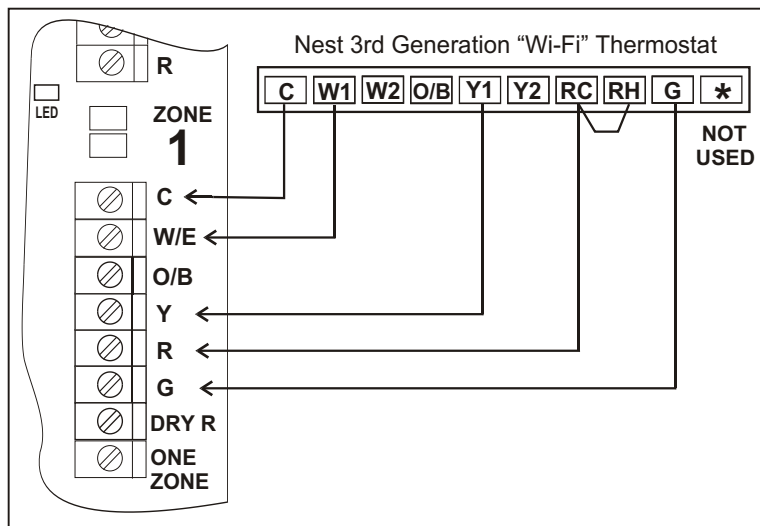 Nest 3rd Generation “Wi-Fi” Thermostat
C W1 W2 O/B Y1 Y2 RC RH G *
NOT
USED
R
LED
ZONE
1
C
W/E
O/B
Y
R
G
DRY R
ONE
ZONE